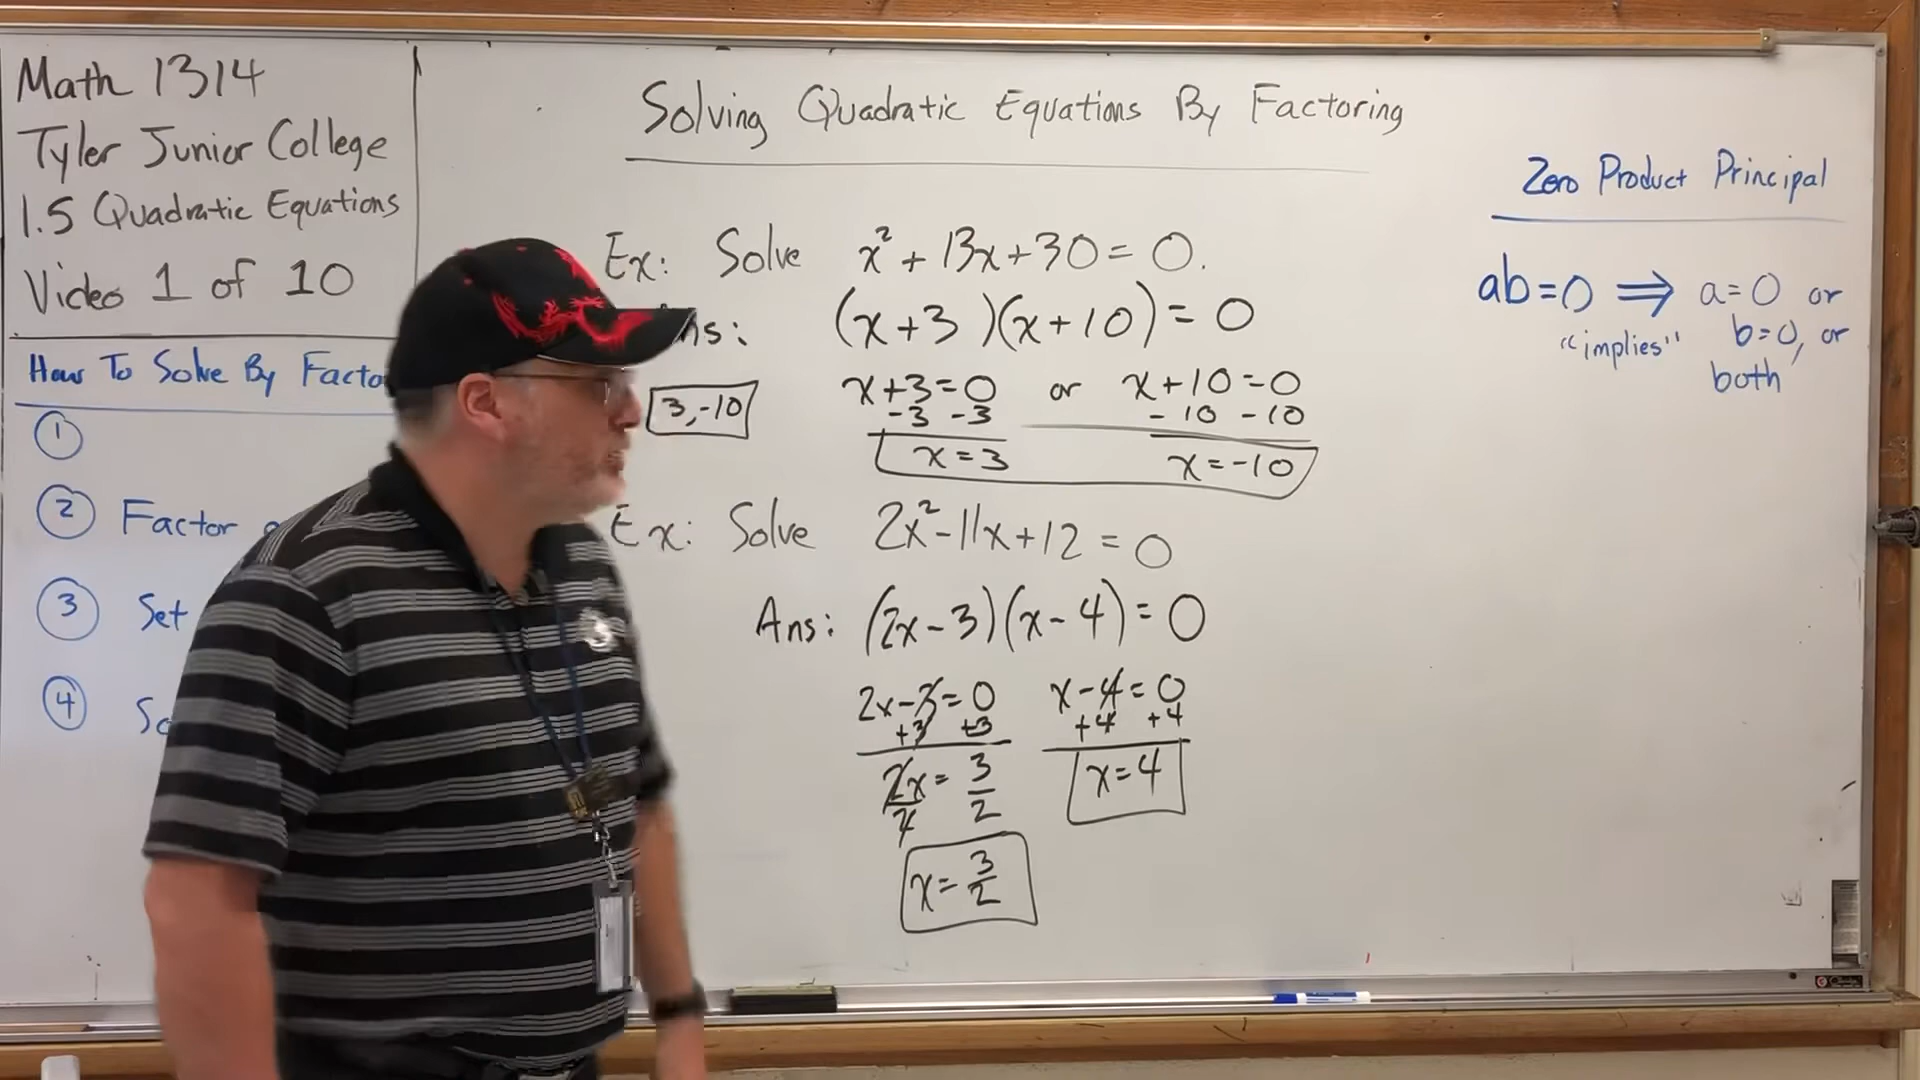 Math 1314
Tyler Junior College
1.5 Quadratic Equations
Video 1 of 10
How To Solve By
①
② Factor
③ Set
④
Solving Quadratic Equations By Factoring
Ex: Solve x² + 13x + 30 = 0.
(x + 3 )(x + 10) = 0
x + 3 = 0 or x + 10 = 0
- 3 - 3 - 10 - 10
3, -10
x = 3 x = -10
Ex: Solve 2x² - 11x + 12 = 0
Ans: (2x - 3)(x - 4) = 0
2x - 3 = 0 x - 4 = 0
+3 +3 +4 +4
2x/2 = 3/2 x = 4
x = 3/2
Zero Product Principal
ab = 0 ⟹ a = 0 or
"implies" b = 0, or
both